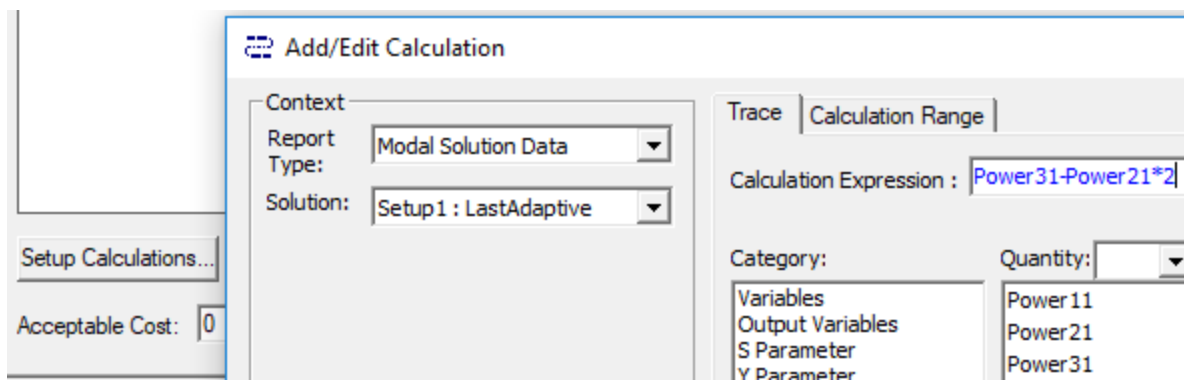 Add/Edit Calculation
Context
Report Type:
Modal Solution Data
Solution:
Setup1 : LastAdaptive
Trace
Calculation Range
Calculation Expression :
Power31-Power21*2
Category:
Variables
Output Variables
S Parameter
Y Parameter
Quantity:
Power11
Power21
Power31
Setup Calculations...
Acceptable Cost:
0